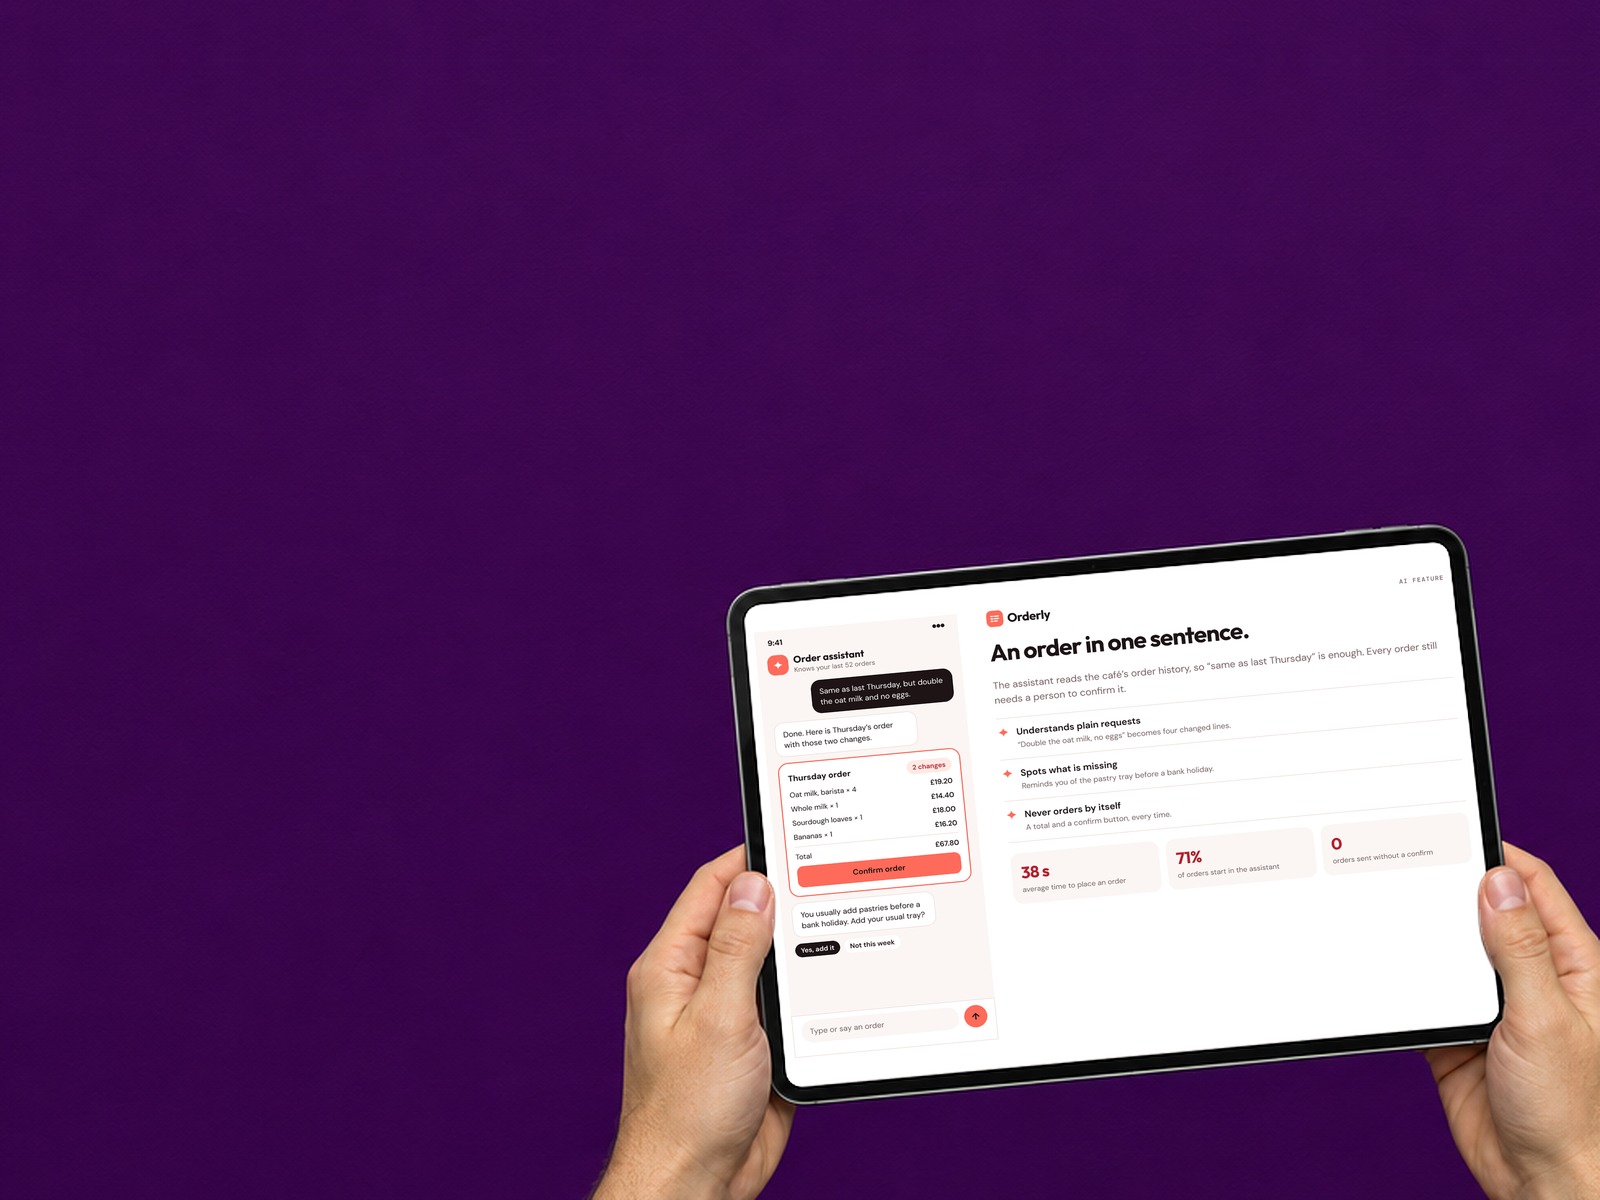 9:41
•••
Order assistant
Knows your last 52 orders
Same as last Thursday, but double
the oat milk and no eggs.
Done. Here is Thursday's order
with those two changes.
Thursday order
2 changes
Oat milk, barista × 4 £19.20
Whole milk × 1 £14.40
Sourdough loaves × 1 £18.00
Bananas × 1 £16.20
Total £67.80
Confirm order
You usually add pastries before a
bank holiday. Add your usual tray?
Yes, add it
Not this week
Type or say an order
AI FEATURE
Orderly
An order in one sentence.
The assistant reads the café's order history, so “same as last Thursday” is enough. Every order still
needs a person to confirm it.
Understands plain requests
“Double the oat milk, no eggs” becomes four changed lines.
Spots what is missing
Reminds you of the pastry tray before a bank holiday.
Never orders by itself
A total and a confirm button, every time.
38 s
average time to place an order
71%
of orders start in the assistant
0
orders sent without a confirm